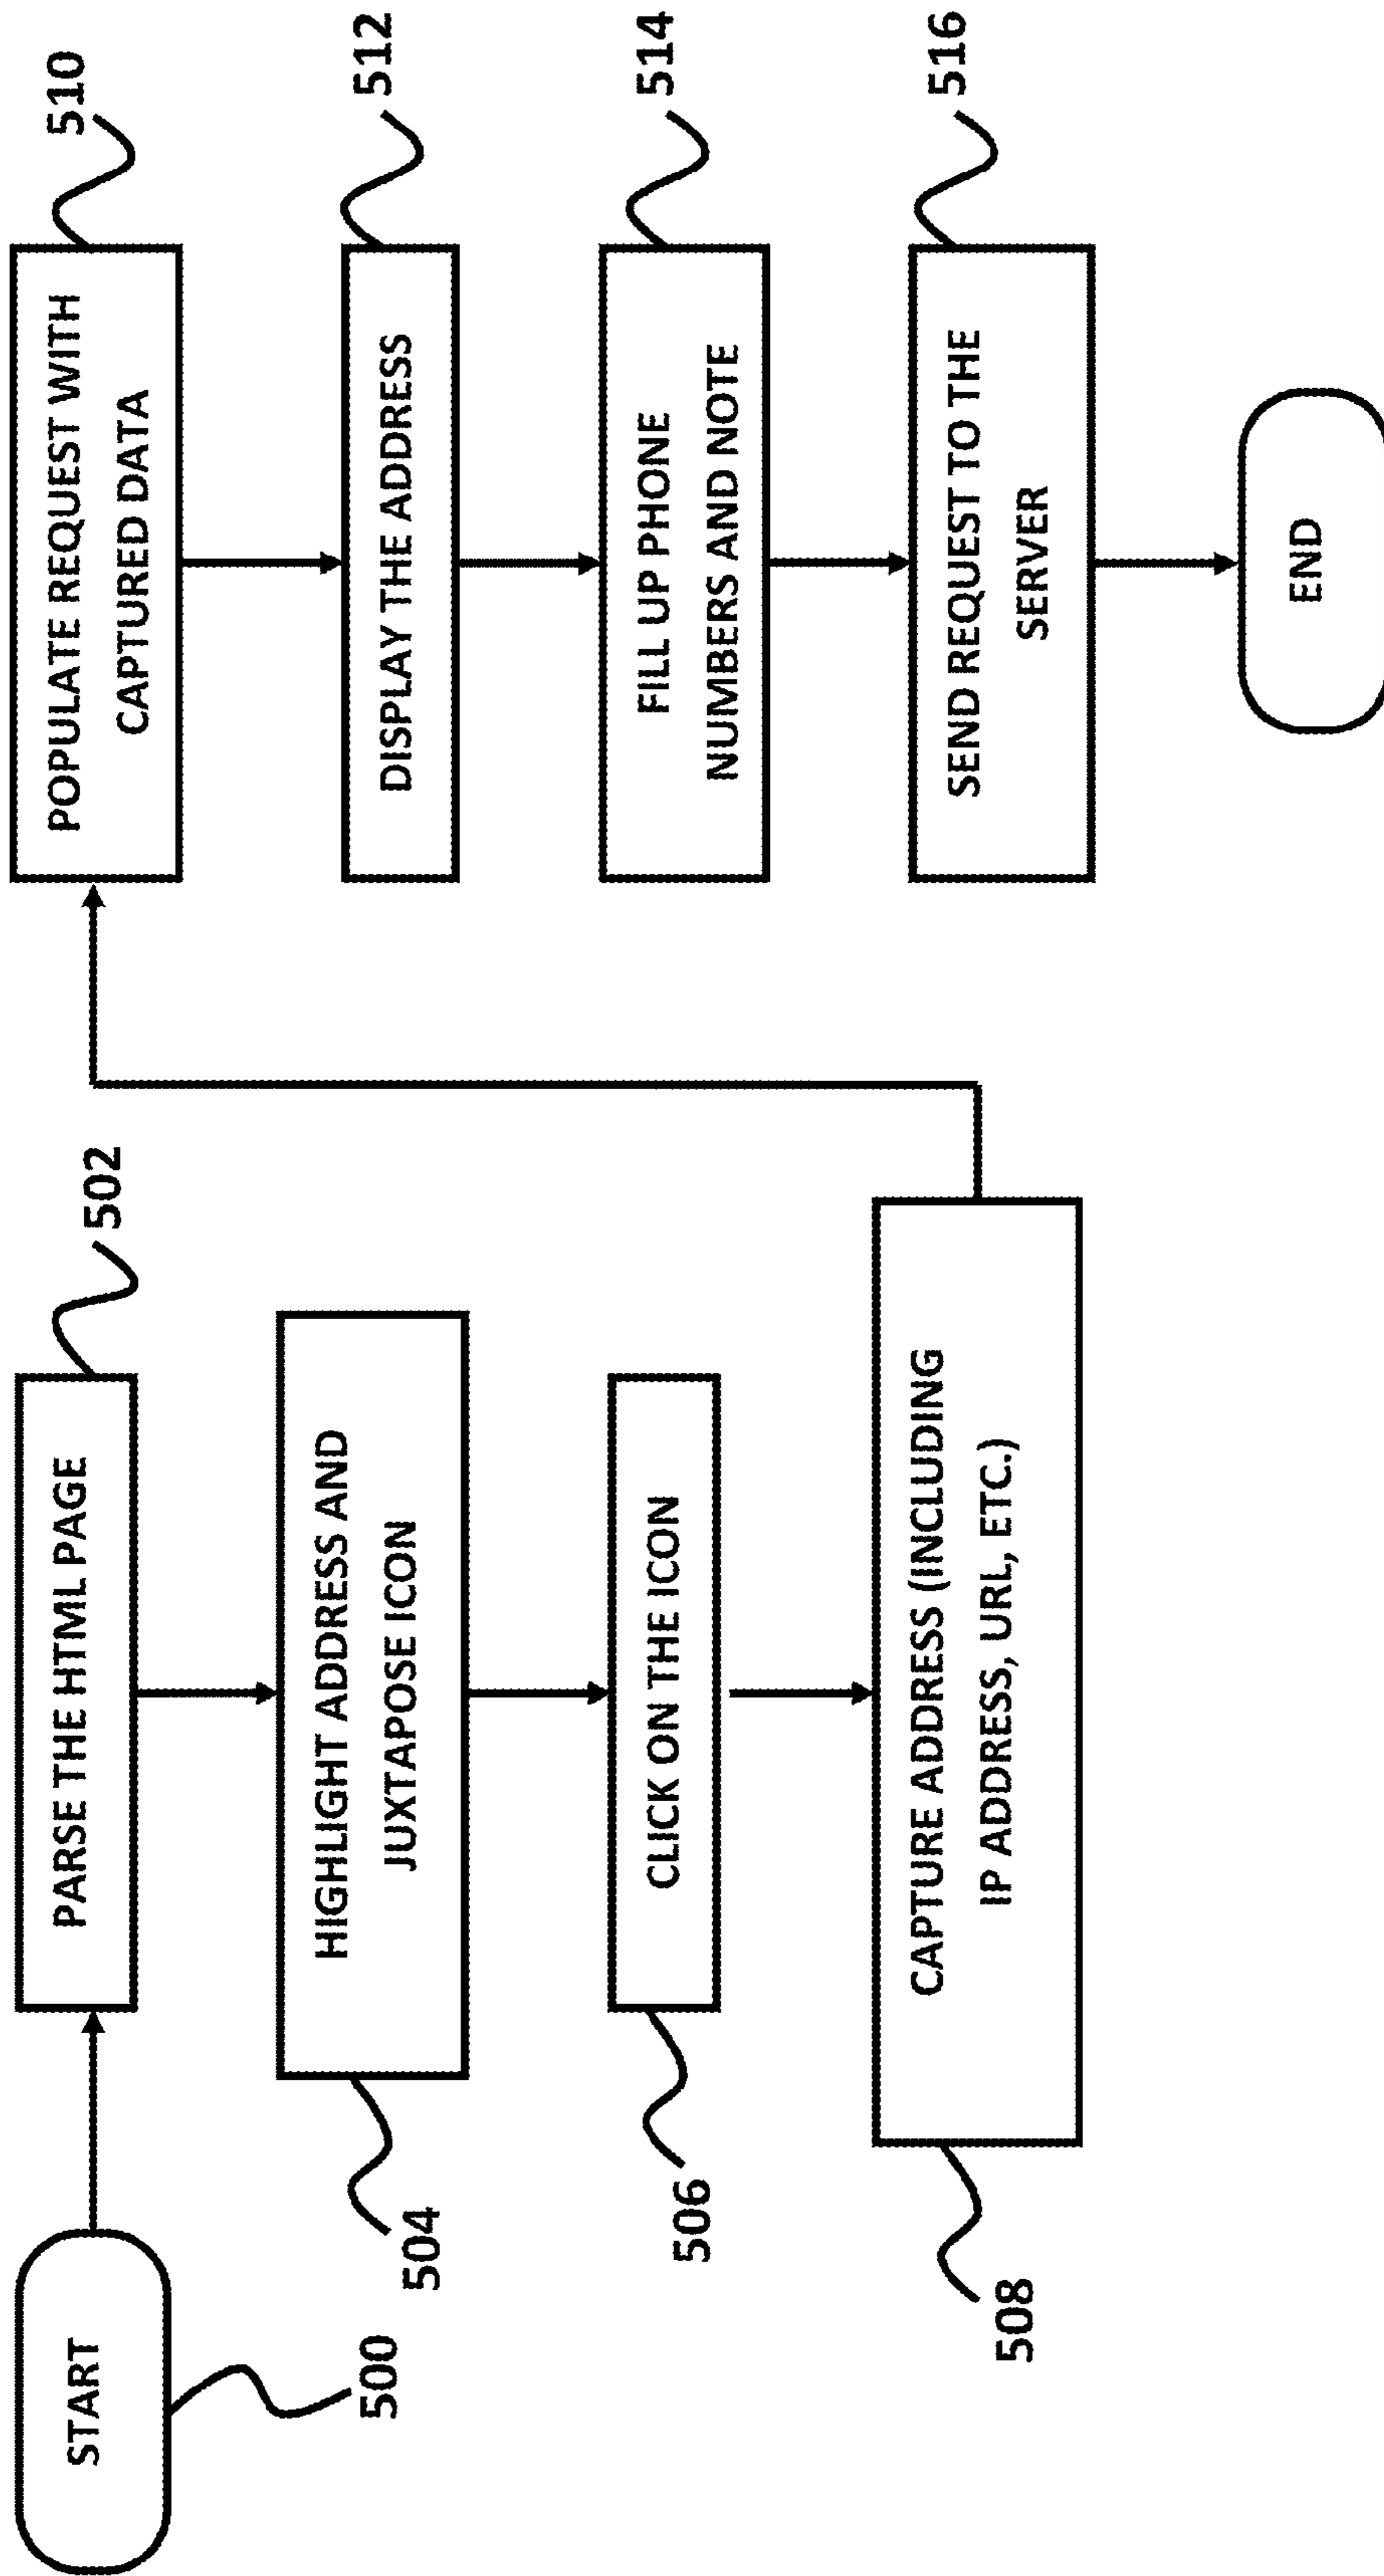 START
500
PARSE THE HTML PAGE
502
HIGHLIGHT ADDRESS AND
JUXTAPOSE ICON
504
CLICK ON THE ICON
506
CAPTURE ADDRESS (INCLUDING
IP ADDRESS, URL, ETC.)
508
POPULATE REQUEST WITH
CAPTURED DATA
510
DISPLAY THE ADDRESS
512
FILL UP PHONE
NUMBERS AND NOTE
514
SEND REQUEST TO THE
SERVER
516
END